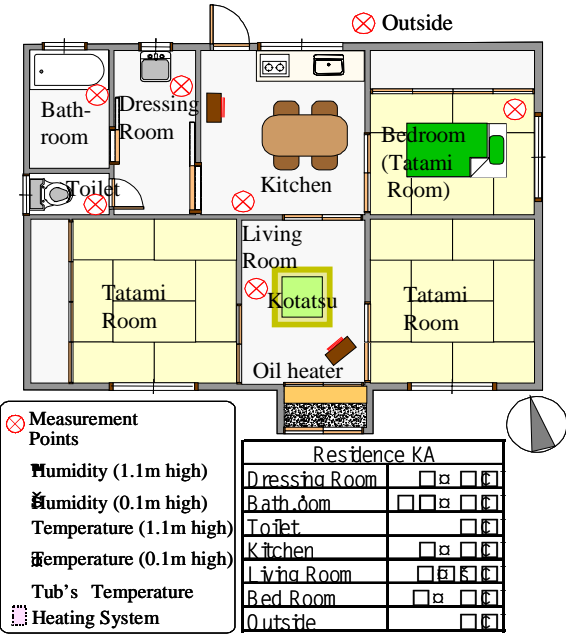 Outside
Bath-
room
Dressing
Room
Toilet
Kitchen
Bedroom
(Tatami
Room)
Living
Room
Tatami
Room
Kotatsu
Tatami
Room
Oil heater
Measurement
Points
Humidity (1.1m high)
Humidity (0.1m high)
Temperature (1.1m high)
Temperature (0.1m high)
Tub's Temperature
Heating System
Residence KA
Dressing Room
Toilet
Kitchen
Living Room
Bed Room
Outside